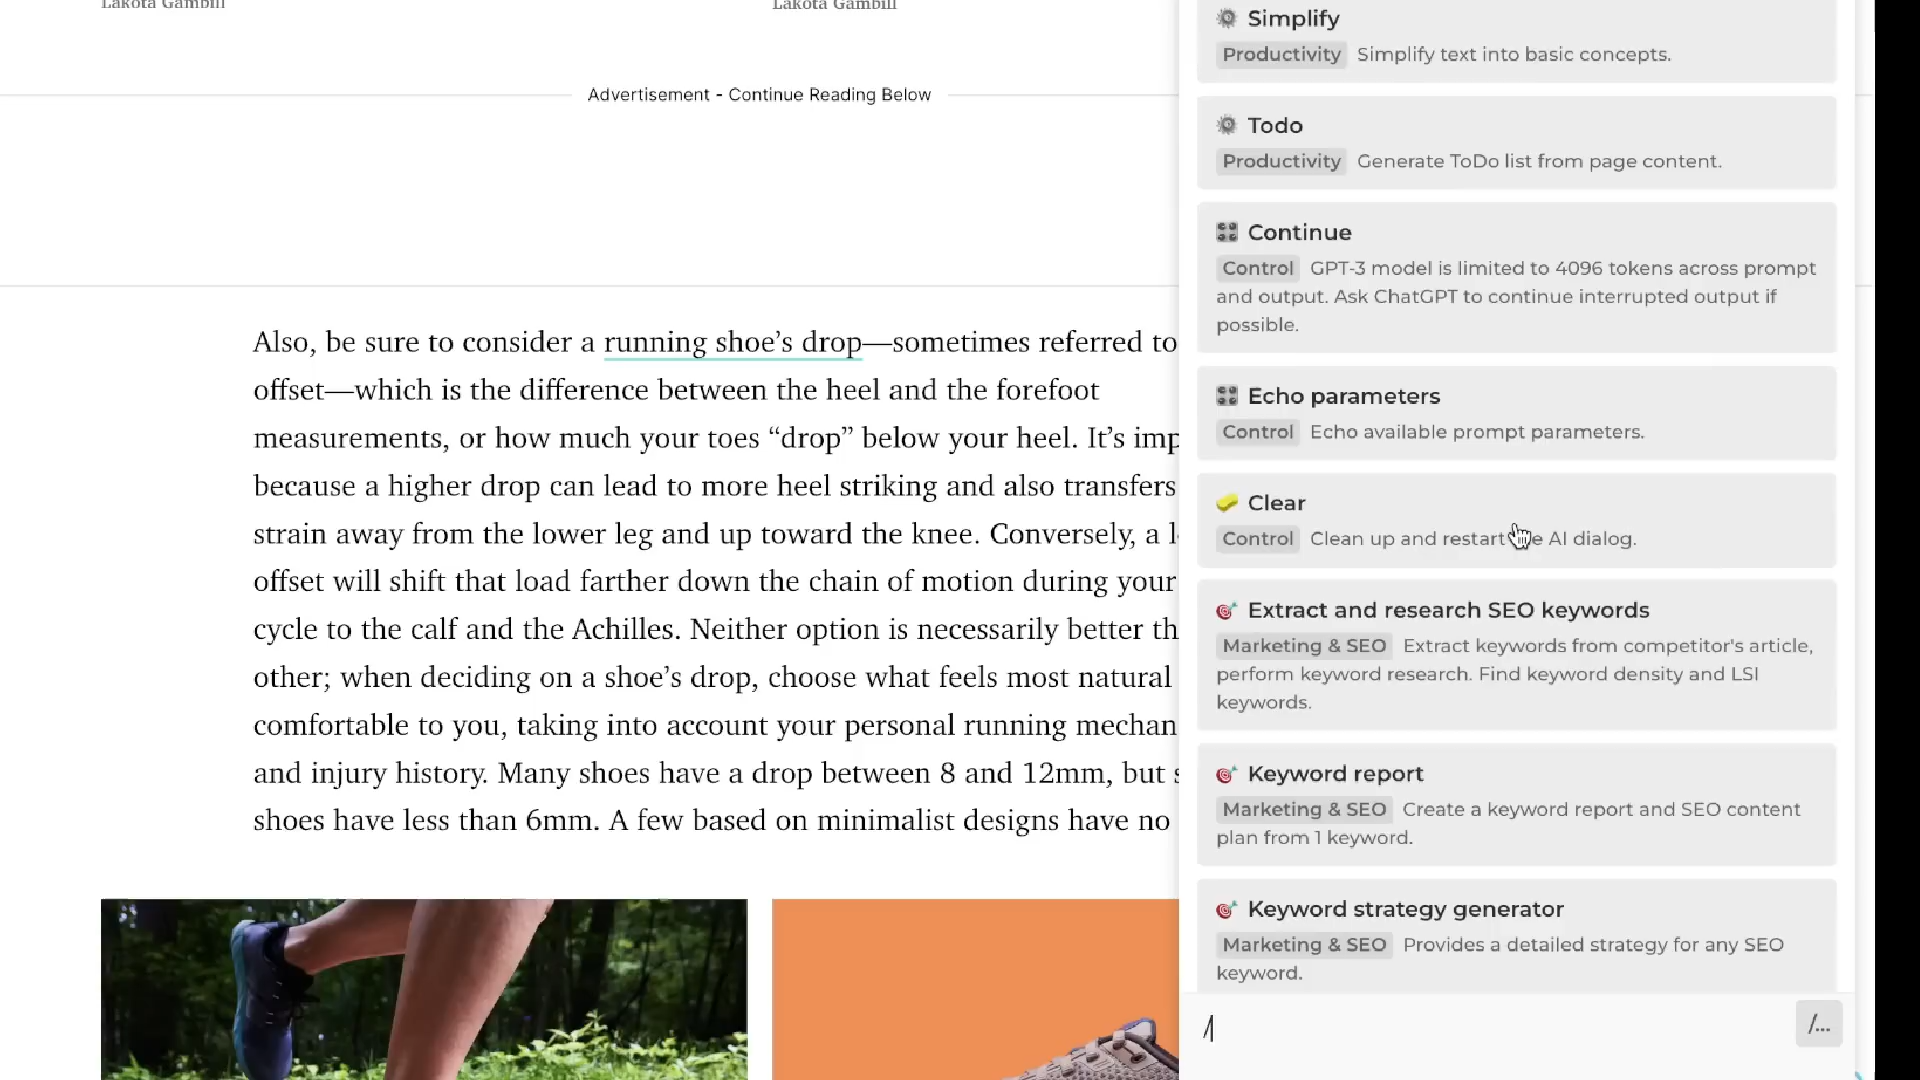 Lakota Gambill
Lakota Gambill
Advertisement - Continue Reading Below
Also, be sure to consider a running shoe’s drop—sometimes referred to
offset—which is the difference between the heel and the forefoot
measurements, or how much your toes “drop” below your heel. It’s imp
because a higher drop can lead to more heel striking and also transfers
strain away from the lower leg and up toward the knee. Conversely, a l
offset will shift that load farther down the chain of motion during your
cycle to the calf and the Achilles. Neither option is necessarily better th
other; when deciding on a shoe’s drop, choose what feels most natural
comfortable to you, taking into account your personal running mechan
and injury history. Many shoes have a drop between 8 and 12mm, but s
shoes have less than 6mm. A few based on minimalist designs have no
Simplify
Productivity Simplify text into basic concepts.
Todo
Productivity Generate ToDo list from page content.
Continue
Control GPT-3 model is limited to 4096 tokens across prompt
and output. Ask ChatGPT to continue interrupted output if
possible.
Echo parameters
Control Echo available prompt parameters.
Clear
Control Clean up and restart AI dialog.
Extract and research SEO keywords
Marketing & SEO Extract keywords from competitor's article,
perform keyword research. Find keyword density and LSI
keywords.
Keyword report
Marketing & SEO Create a keyword report and SEO content
plan from 1 keyword.
Keyword strategy generator
Marketing & SEO Provides a detailed strategy for any SEO
keyword.
/
/...